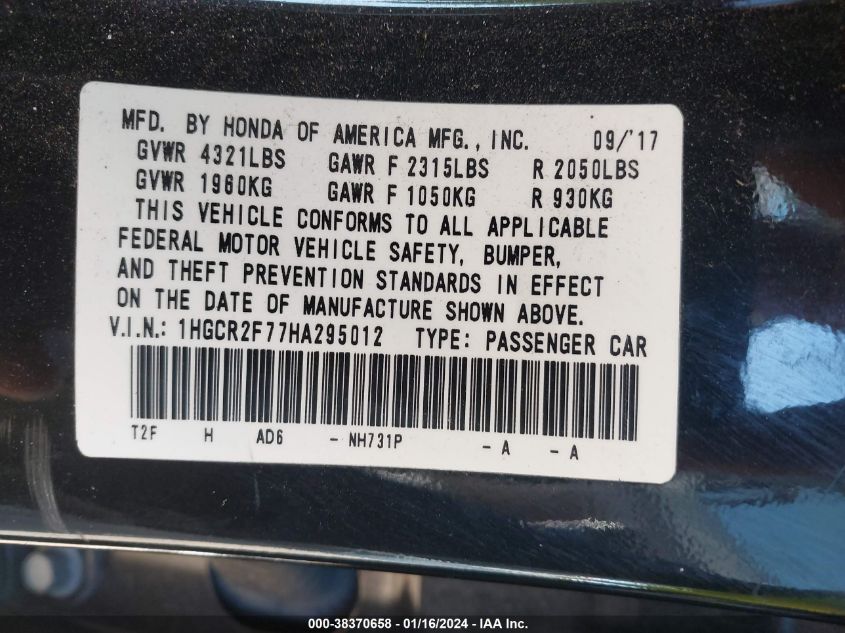 MFD. BY HONDA OF AMERICA MFG., INC. 09/'17
GVWR 4321LBS GAWR F 2315LBS R 2050LBS
GVWR 1960KG GAWR F 1050KG R 930KG
THIS VEHICLE CONFORMS TO ALL APPLICABLE
FEDERAL MOTOR VEHICLE SAFETY, BUMPER,
AND THEFT PREVENTION STANDARDS IN EFFECT
ON THE DATE OF MANUFACTURE SHOWN ABOVE.
V.I.N.: 1HGCR2F77HA295012 TYPE: PASSENGER CAR
T2F H AD6 - NH731P - A - A
000-38370658 - 01/16/2024 - IAA Inc.